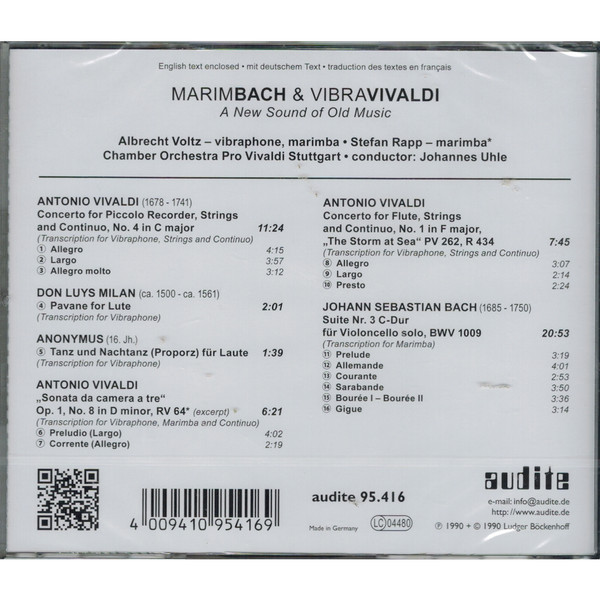 English text enclosed • mit deutschem Text • traduction des textes en français
MARIMBACH & VIBRAVIVALDI
A New Sound of Old Music
Albrecht Voltz – vibraphone, marimba • Stefan Rapp – marimba*
Chamber Orchestra Pro Vivaldi Stuttgart • conductor: Johannes Uhle
ANTONIO VIVALDI (1678 - 1741)
Concerto for Piccolo Recorder, Strings
and Continuo, No. 4 in C major 11:24
(Transcription for Vibraphone, Strings and Continuo)
① Allegro 4:15
② Largo 3:57
③ Allegro molto 3:12
DON LUYS MILAN (ca. 1500 - ca. 1561)
④ Pavane for Lute 2:01
(Transcription for Vibraphone)
ANONYMUS (16. Jh.)
⑤ Tanz und Nachtanz (Proporz) für Laute 1:39
(Transcription for Vibraphone)
ANTONIO VIVALDI
„Sonata da camera a tre“
Op. 1, No. 8 in D minor, RV 64* (excerpt) 6:21
(Transcription for Vibraphone, Marimba and Continuo)
⑥ Preludio (Largo) 4:02
⑦ Corrente (Allegro) 2:19
ANTONIO VIVALDI
Concerto for Flute, Strings
and Continuo, No. 1 in F major,
„The Storm at Sea“ PV 262, R 434 7:45
(Transcription for Vibraphone, Strings and Continuo)
⑧ Allegro 3:07
⑨ Largo 2:14
⑩ Presto 2:24
JOHANN SEBASTIAN BACH (1685 - 1750)
Suite Nr. 3 C-Dur
für Violoncello solo, BWV 1009 20:53
(Transcription for Marimba)
⑪ Prelude 3:19
⑫ Allemande 4:01
⑬ Courante 2:53
⑭ Sarabande 3:50
⑮ Bourée I – Bourée II 3:36
⑯ Gigue 3:14
4 009410 954169
audite 95.416
Made in Germany
LC 04480
audite
e-mail: info@audite.de
http://www.audite.de
℗ 1990 + © 1990 Ludger Böckenhoff